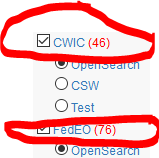 CWIC (46)
OpenSearch
CSW
Test
FedEO (76)
OpenSearch